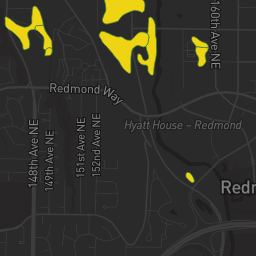 160th Ave NE
Redmond Way
Hyatt House – Redmond
148th Ave NE
149th Ave NE
151st Ave NE
152nd Ave NE
Redm